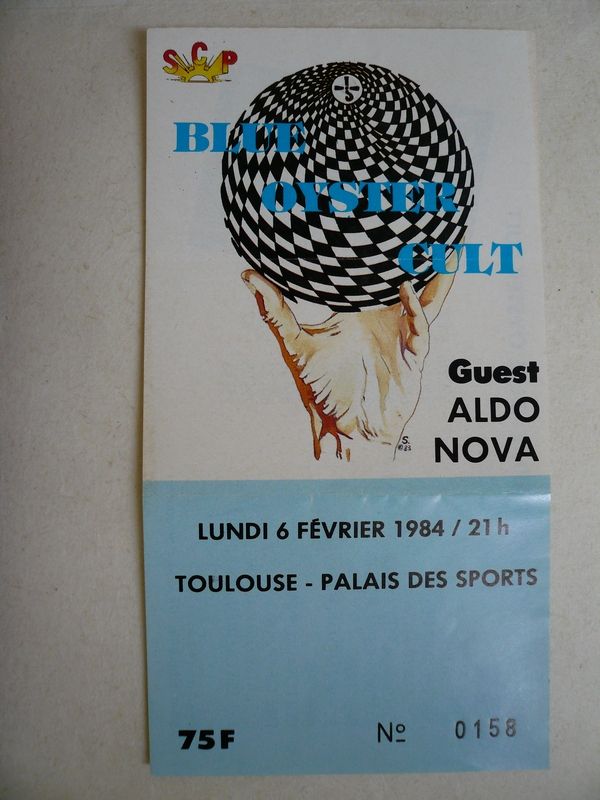 SCP
BLUE
OYSTER
CULT
Guest
ALDO
NOVA
S.
©83
LUNDI 6 FÉVRIER 1984 / 21h
TOULOUSE - PALAIS DES SPORTS
75F Nº 0158